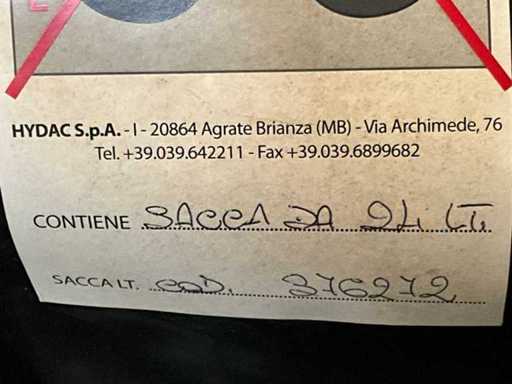 HYDAC S.p.A. - I - 20864 Agrate Brianza (MB) - Via Archimede, 76
Tel. +39.039.642211 - Fax +39.039.6899682
CONTIENE SACCA DA LT.
SACCA LT. COD. 376272